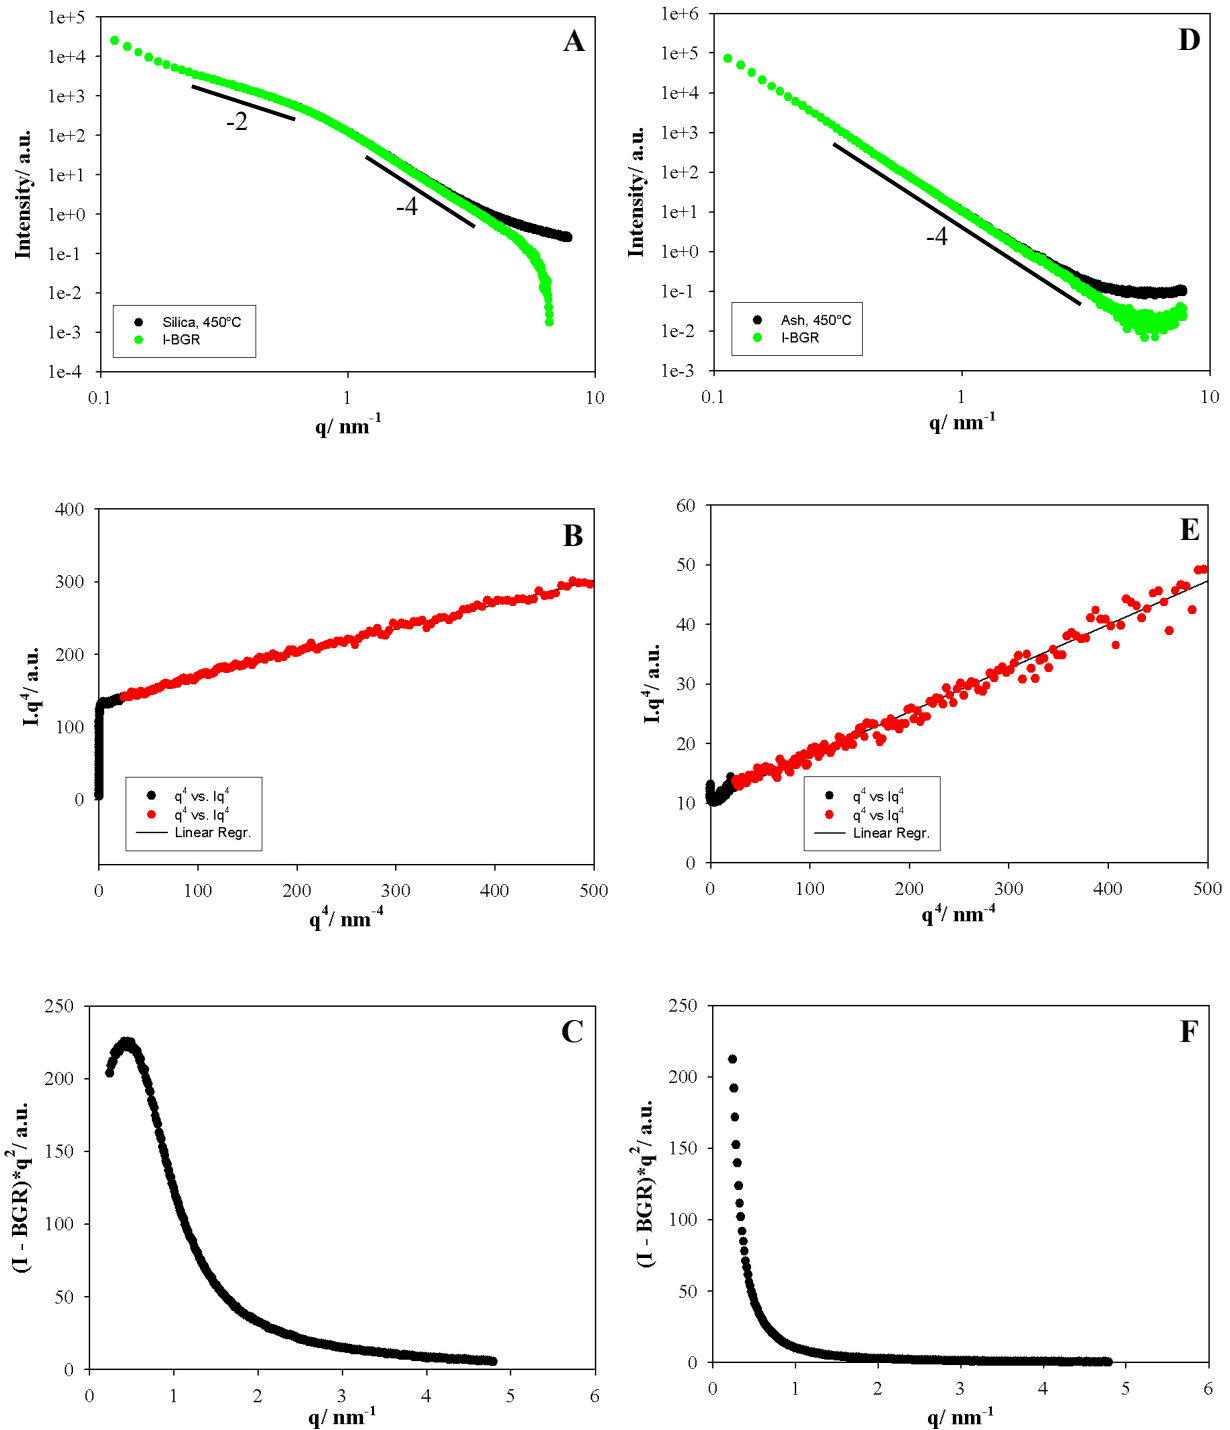 A
1e+5
1e+4
1e+3
1e+2
1e+1
1e+0
1e-1
1e-2
1e-3
1e-4
Intensity/ a.u.
-2
-4
Silica, 450°C
I-BGR
0.1 1 10
q/ nm⁻¹
D
1e+6
1e+5
1e+4
1e+3
1e+2
1e+1
1e+0
1e-1
1e-2
1e-3
Intensity/ a.u.
-4
Ash, 450°C
I-BGR
0.1 1 10
q/ nm⁻¹
B
400
300
200
100
0
I.q⁴/ a.u.
q⁴ vs. Iq⁴
q⁴ vs. Iq⁴
Linear Regr.
0 100 200 300 400 500
q⁴/ nm⁻⁴
E
60
50
40
30
20
10
0
I.q⁴/ a.u.
q⁴ vs Iq⁴
q⁴ vs Iq⁴
Linear Regr.
0 100 200 300 400 500
q⁴/ nm⁻⁴
C
250
200
150
100
50
0
(I - BGR)*q²/ a.u.
0 1 2 3 4 5 6
q/ nm⁻¹
F
250
200
150
100
50
0
(I - BGR)*q²/ a.u.
0 1 2 3 4 5 6
q/ nm⁻¹